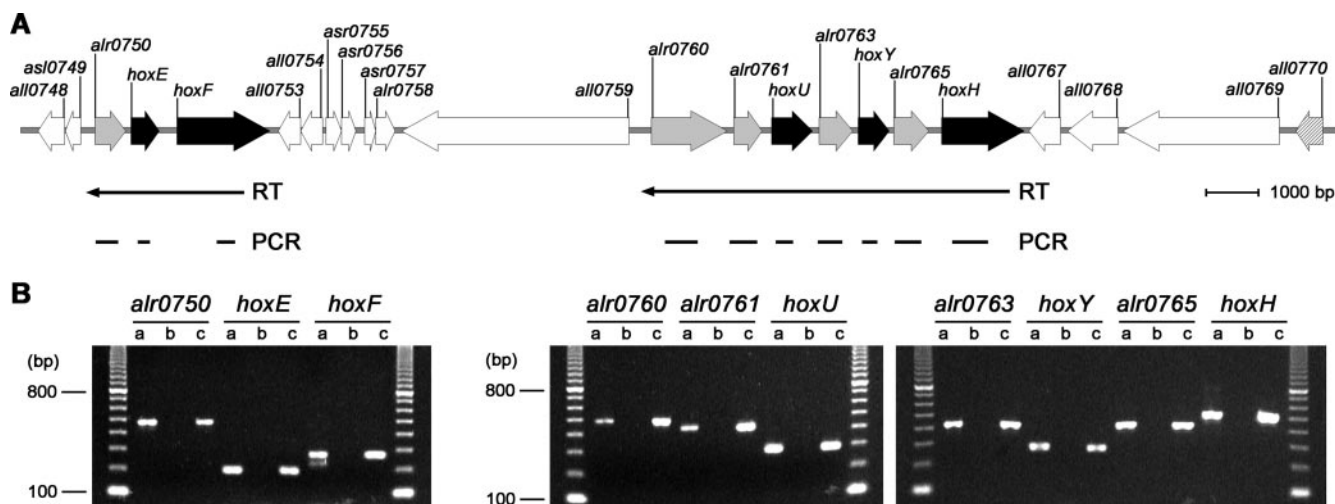 A
asl0749
all0748
alr0750
hoxE
hoxF
all0753
all0754
asr0755
asr0756
asr0757
alr0758
all0759
alr0760
alr0761
hoxU
alr0763
hoxY
alr0765
hoxH
all0767
all0768
all0769
all0770
RT RT 1000 bp
PCR PCR
B
alr0750 hoxE hoxF alr0760 alr0761 hoxU alr0763 hoxY alr0765 hoxH
a b c a b c a b c a b c a b c a b c a b c a b c a b c a b c
(bp) (bp)
800 800
100 100